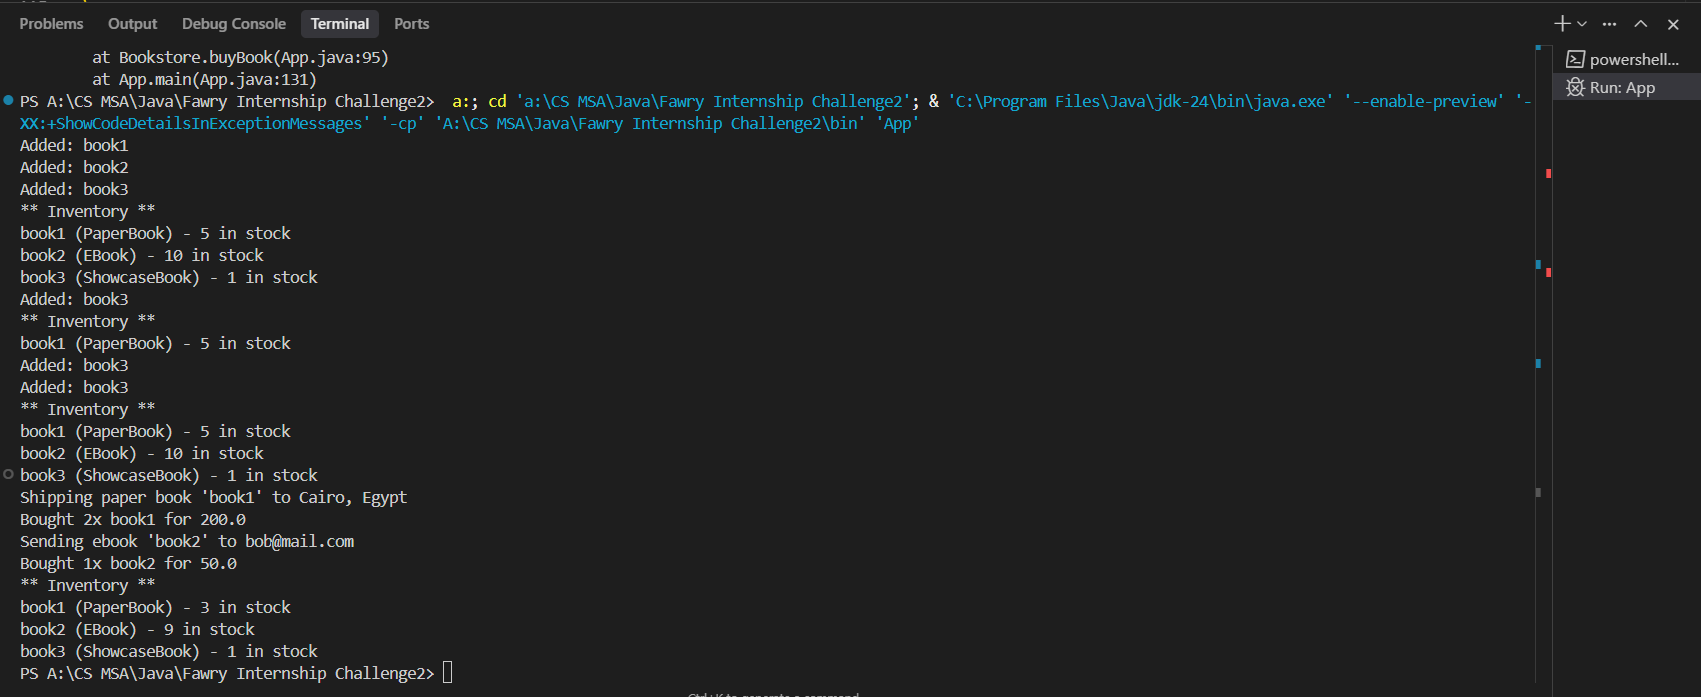 Problems Output Debug Console Terminal Ports
at Bookstore.buyBook(App.java:95)
at App.main(App.java:131)
PS A:\CS MSA\Java\Fawry Internship Challenge2>  a:; cd 'a:\CS MSA\Java\Fawry Internship Challenge2'; & 'C:\Program Files\Java\jdk-24\bin\java.exe' '--enable-preview' '-
XX:+ShowCodeDetailsInExceptionMessages' '-cp' 'A:\CS MSA\Java\Fawry Internship Challenge2\bin' 'App'
Added: book1
Added: book2
Added: book3
** Inventory **
book1 (PaperBook) - 5 in stock
book2 (EBook) - 10 in stock
book3 (ShowcaseBook) - 1 in stock
Added: book3
** Inventory **
book1 (PaperBook) - 5 in stock
Added: book3
Added: book3
** Inventory **
book1 (PaperBook) - 5 in stock
book2 (EBook) - 10 in stock
book3 (ShowcaseBook) - 1 in stock
Shipping paper book 'book1' to Cairo, Egypt
Bought 2x book1 for 200.0
Sending ebook 'book2' to bob@mail.com
Bought 1x book2 for 50.0
** Inventory **
book1 (PaperBook) - 3 in stock
book2 (EBook) - 9 in stock
book3 (ShowcaseBook) - 1 in stock
PS A:\CS MSA\Java\Fawry Internship Challenge2>
powershell...
Run: App
Ctrl+K to generate a command